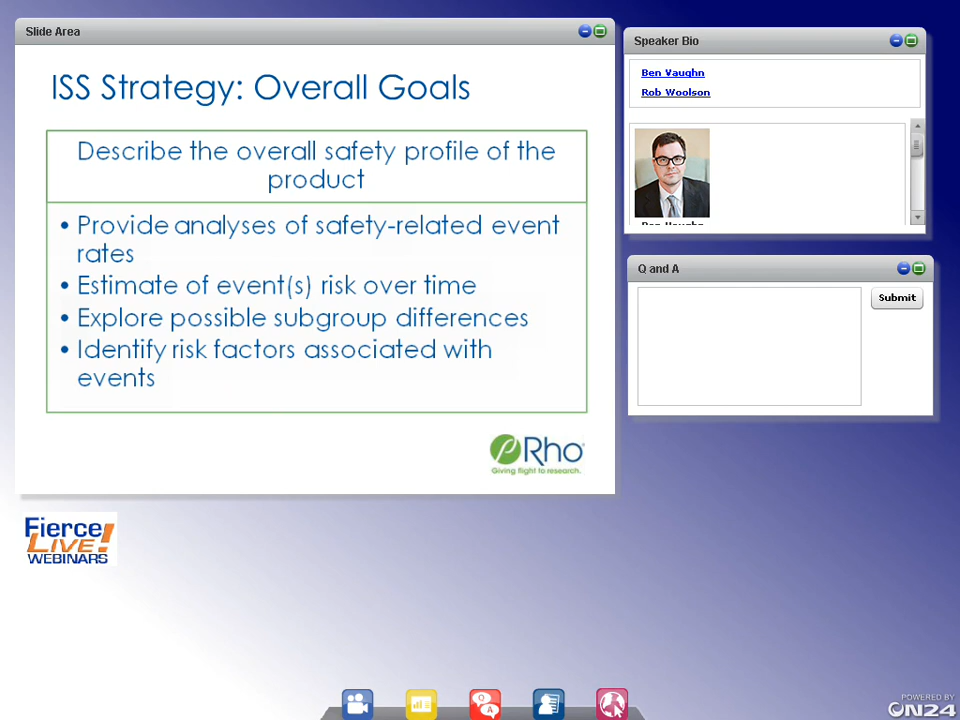 Slide Area
ISS Strategy: Overall Goals
Describe the overall safety profile of the
product
• Provide analyses of safety-related event
rates
• Estimate of event(s) risk over time
• Explore possible subgroup differences
• Identify risk factors associated with
events
Rho
Giving flight to research.
Speaker Bio
Ben Vaughn
Rob Woolson
Ben Vaughn
Q and A
Submit
Fierce
LIVE!
WEBINARS
Q
A
POWERED BY
ON24